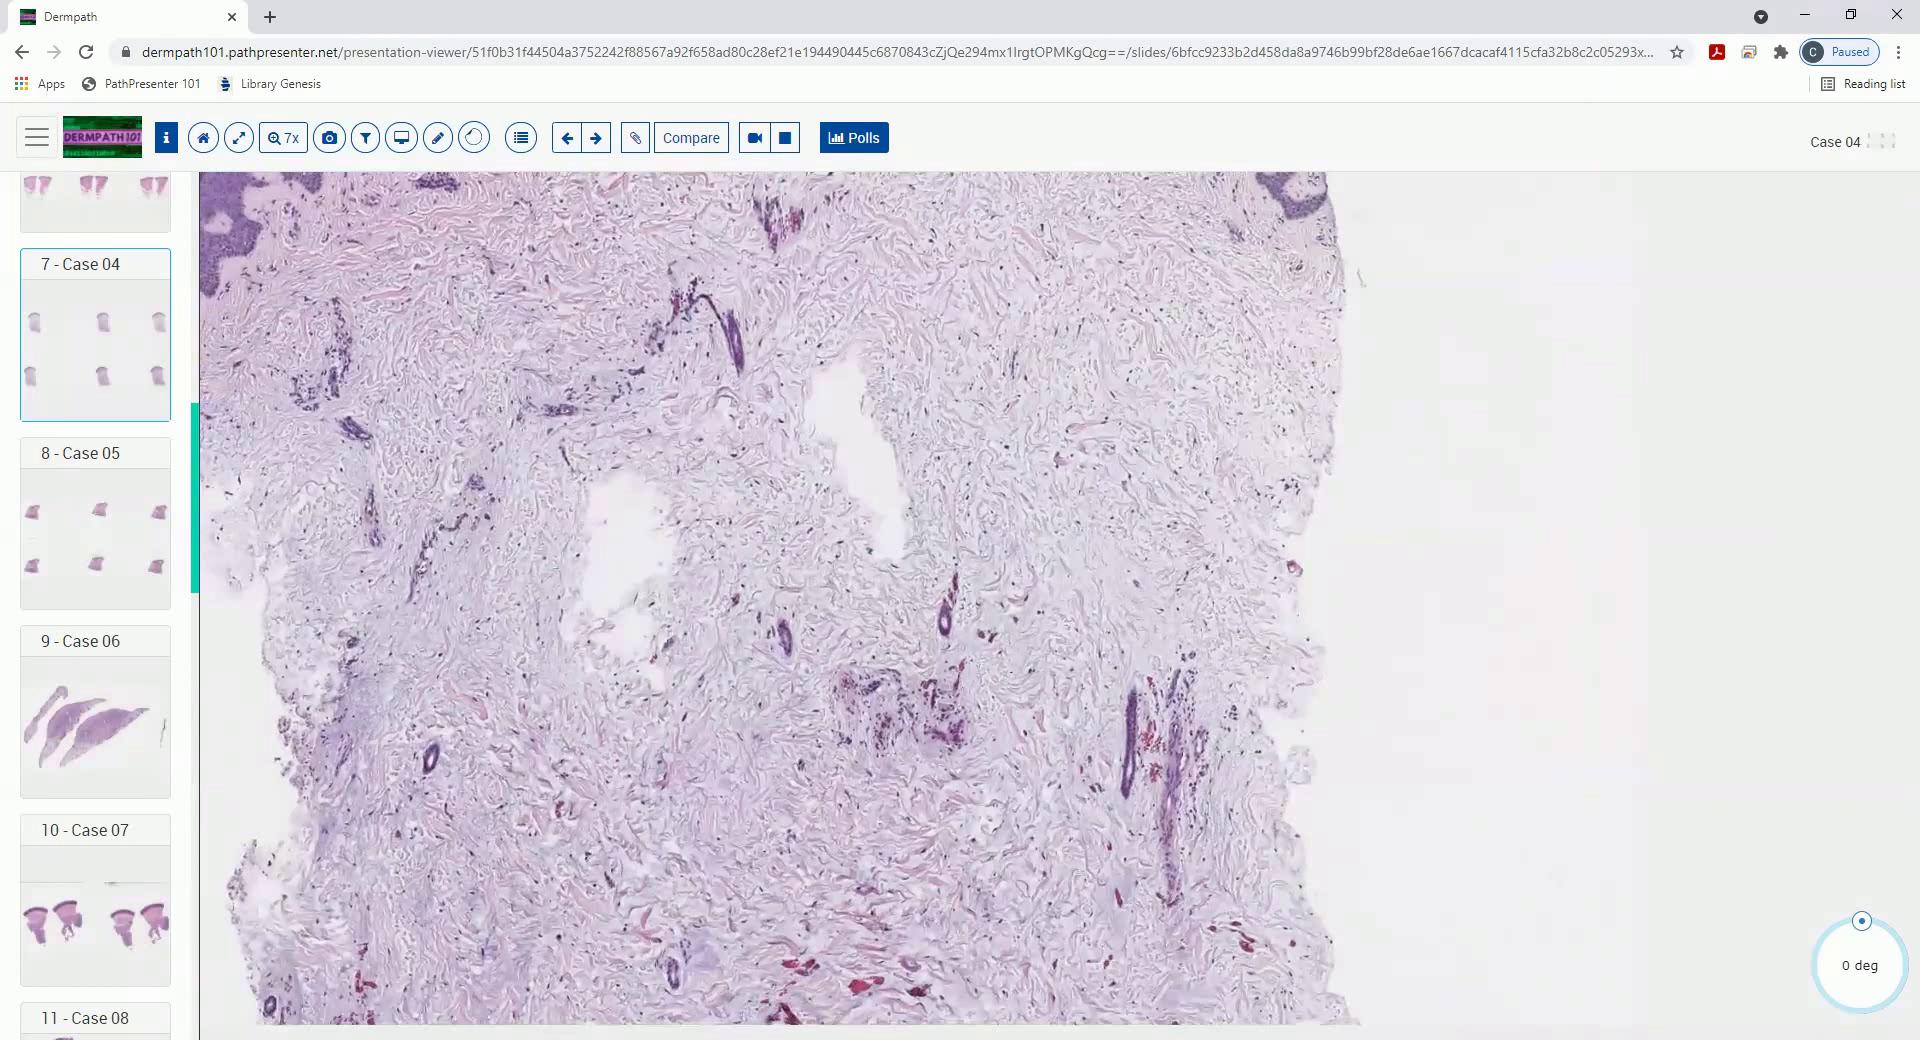 Dermpath
dermpath101.pathpresenter.net/presentation-viewer/51f0b31f44504a3752242f88567a92f658ad80c28ef21e194490445c6870843cZjQe294mx1IrgtOPMKgQcg==/slides/6bfcc9233b2d458da8a9746b99bf28de6ae1667dcacaf4115cfa32b8c2c05293x...
C Paused
Apps PathPresenter 101 Library Genesis Reading list
DERMPATH 101 7x Compare Polls Case 04
7 - Case 04
8 - Case 05
9 - Case 06
10 - Case 07
11 - Case 08
0 deg